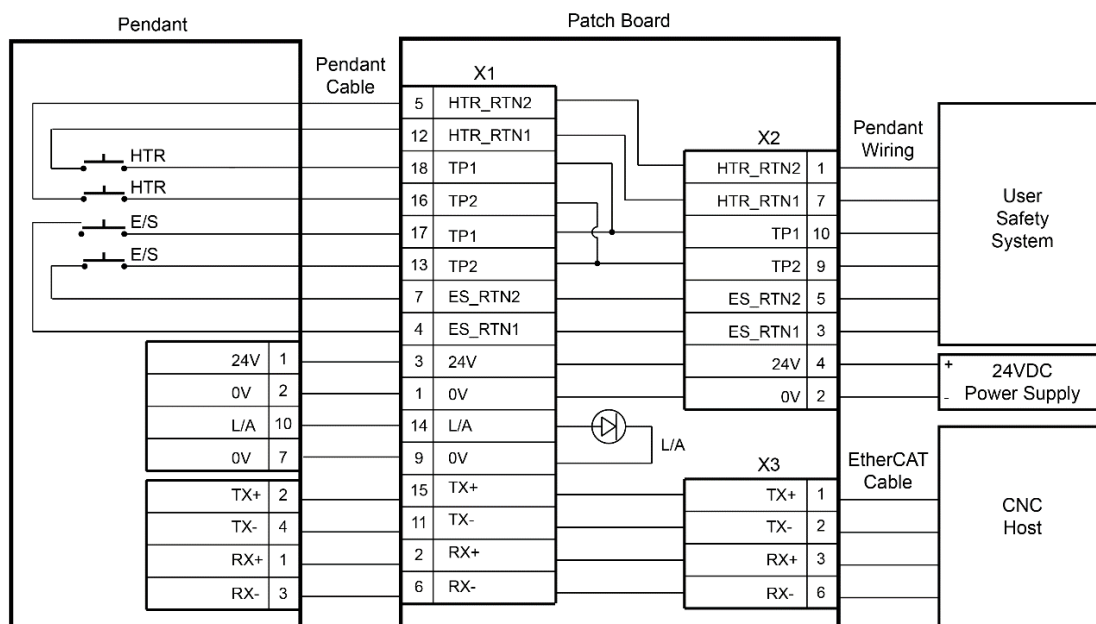 Pendant
Patch Board
Pendant
Cable
X1
5 HTR_RTN2
12 HTR_RTN1
18 TP1
16 TP2
17 TP1
13 TP2
7 ES_RTN2
4 ES_RTN1
3 24V
1 0V
14 L/A
9 0V
15 TX+
11 TX-
2 RX+
6 RX-
HTR
HTR
E/S
E/S
24V 1
0V 2
L/A 10
0V 7
TX+ 2
TX- 4
RX+ 1
RX- 3
X2
HTR_RTN2 1
HTR_RTN1 7
TP1 10
TP2 9
ES_RTN2 5
ES_RTN1 3
24V 4
0V 2
L/A
X3
TX+ 1
TX- 2
RX+ 3
RX- 6
Pendant
Wiring
User
Safety
System
+ 24VDC
- Power Supply
EtherCAT
Cable
CNC
Host